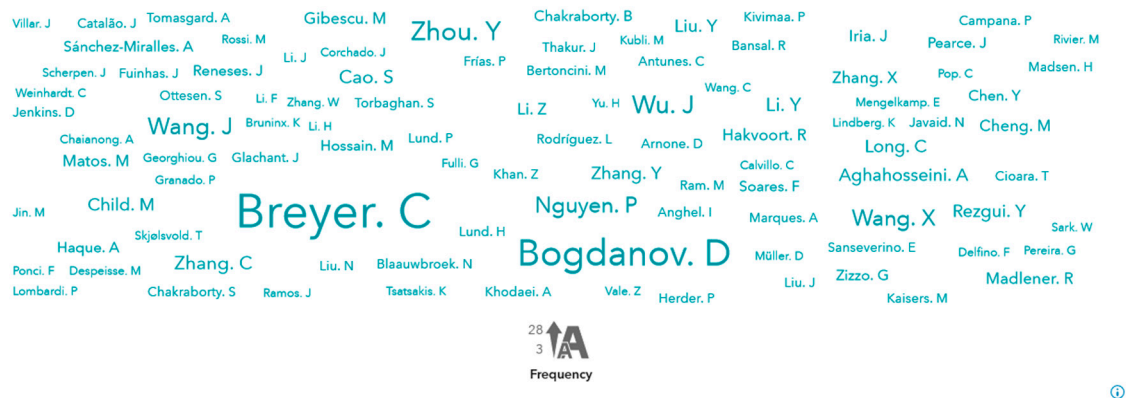 Villar. J Catalão. J Tomasgard. A Gibescu. M Zhou. Y Chakraborty. B Liu. Y Kivimaa. P Campana. P
Sánchez-Miralles. A Rossi. M Li. J Corchado. J Frías. P Thakur. J Kubli. M Antunes. C Bansal. R Iria. J Pearce. J Rivier. M
Scherpen. J Fuinhas. J Reneses. J Cao. S Bertoncini. M Zhang. X Pop. C Madsen. H
Weinhardt. C Ottesen. S Li. F Zhang. W Torbaghan. S Li. Z Yu. H Wu. J Wang. C Li. Y Mengelkamp. E Chen. Y
Jenkins. D Wang. J Bruninx. K Li. H Lindberg. K Javaid. N Cheng. M
Chaianong. A Hossain. M Lund. P Rodríguez. L Arnone. D Hakvoort. R Long. C
Matos. M Georghiou. G Glachant. J Fulli. G Khan. Z Zhang. Y Calvillo. C Aghahosseini. A Cioara. T
Granado. P Ram. M Soares. F
Jin. M Child. M Breyer. C Nguyen. P Anghel. I Marques. A Wang. X Rezgui. Y Sark. W
Haque. A Skjølsvold. T Lund. H Bogdanov. D Müller. D Sanseverino. E Delfino. F Pereira. G
Ponci. F Despeisse. M Zhang. C Liu. N Blaauwbroek. N Liu. J Zizzo. G Madlener. R
Lombardi. P Chakraborty. S Ramos. J Tsatsakis. K Khodaei. A Vale. Z Herder. P Kaisers. M
28
3
Frequency